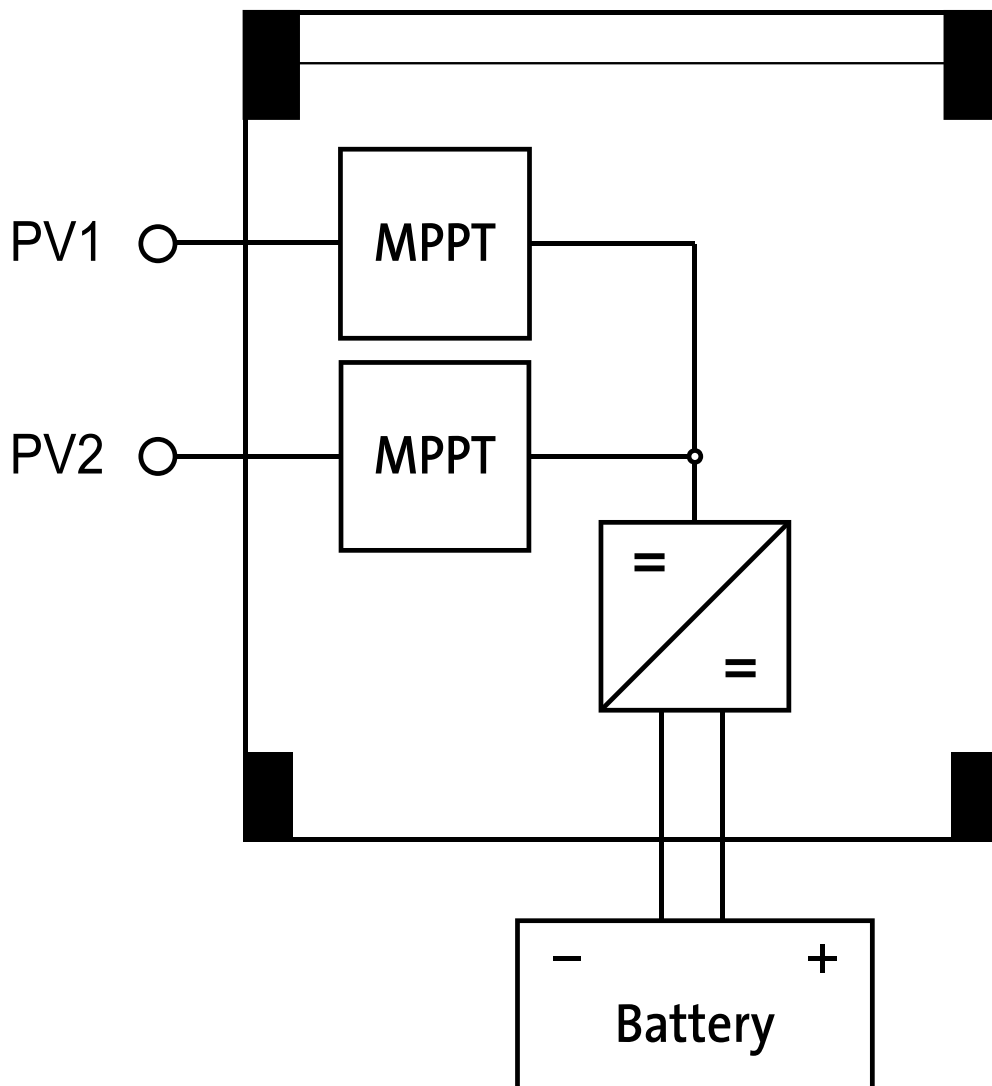 PV1
MPPT
PV2
MPPT
=
=
− +
Battery